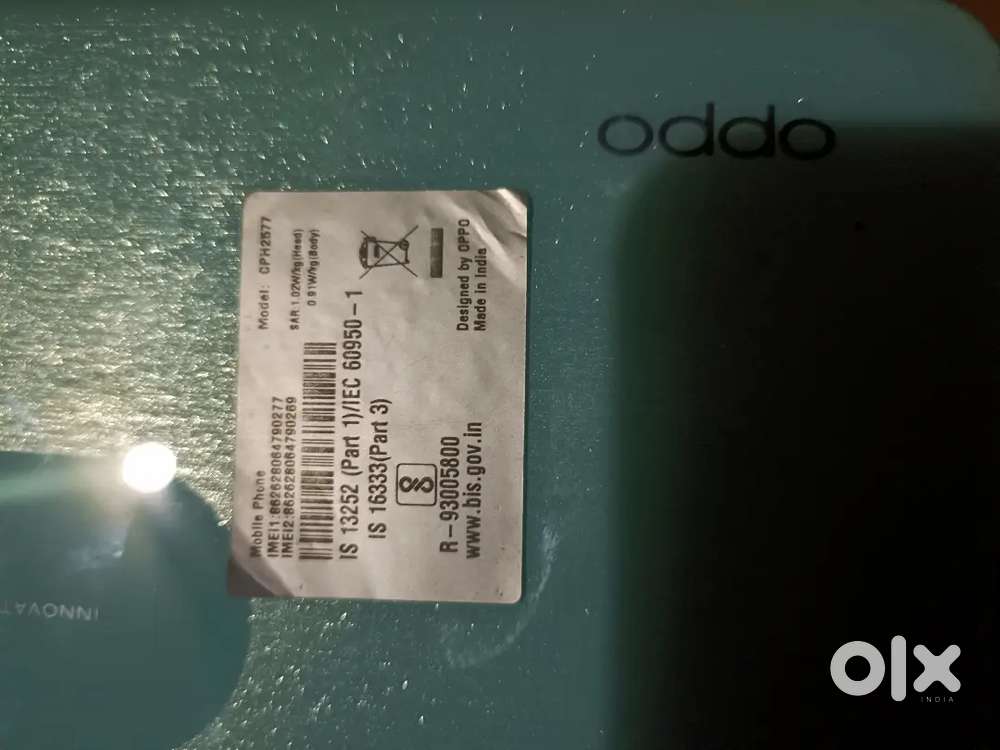 oppo
Mobile Phone
Model: CPH2577
IMEI1:862628064790277
IMEI2:862628064790269
SAR:1.02W/kg(Head)
0.91W/kg(Body)
IS 13252 (Part 1)/IEC 60950-1
IS 16333(Part 3)
R-93005800
www.bis.gov.in
Designed by OPPO
Made in India
INNOVAT
olx
INDIA